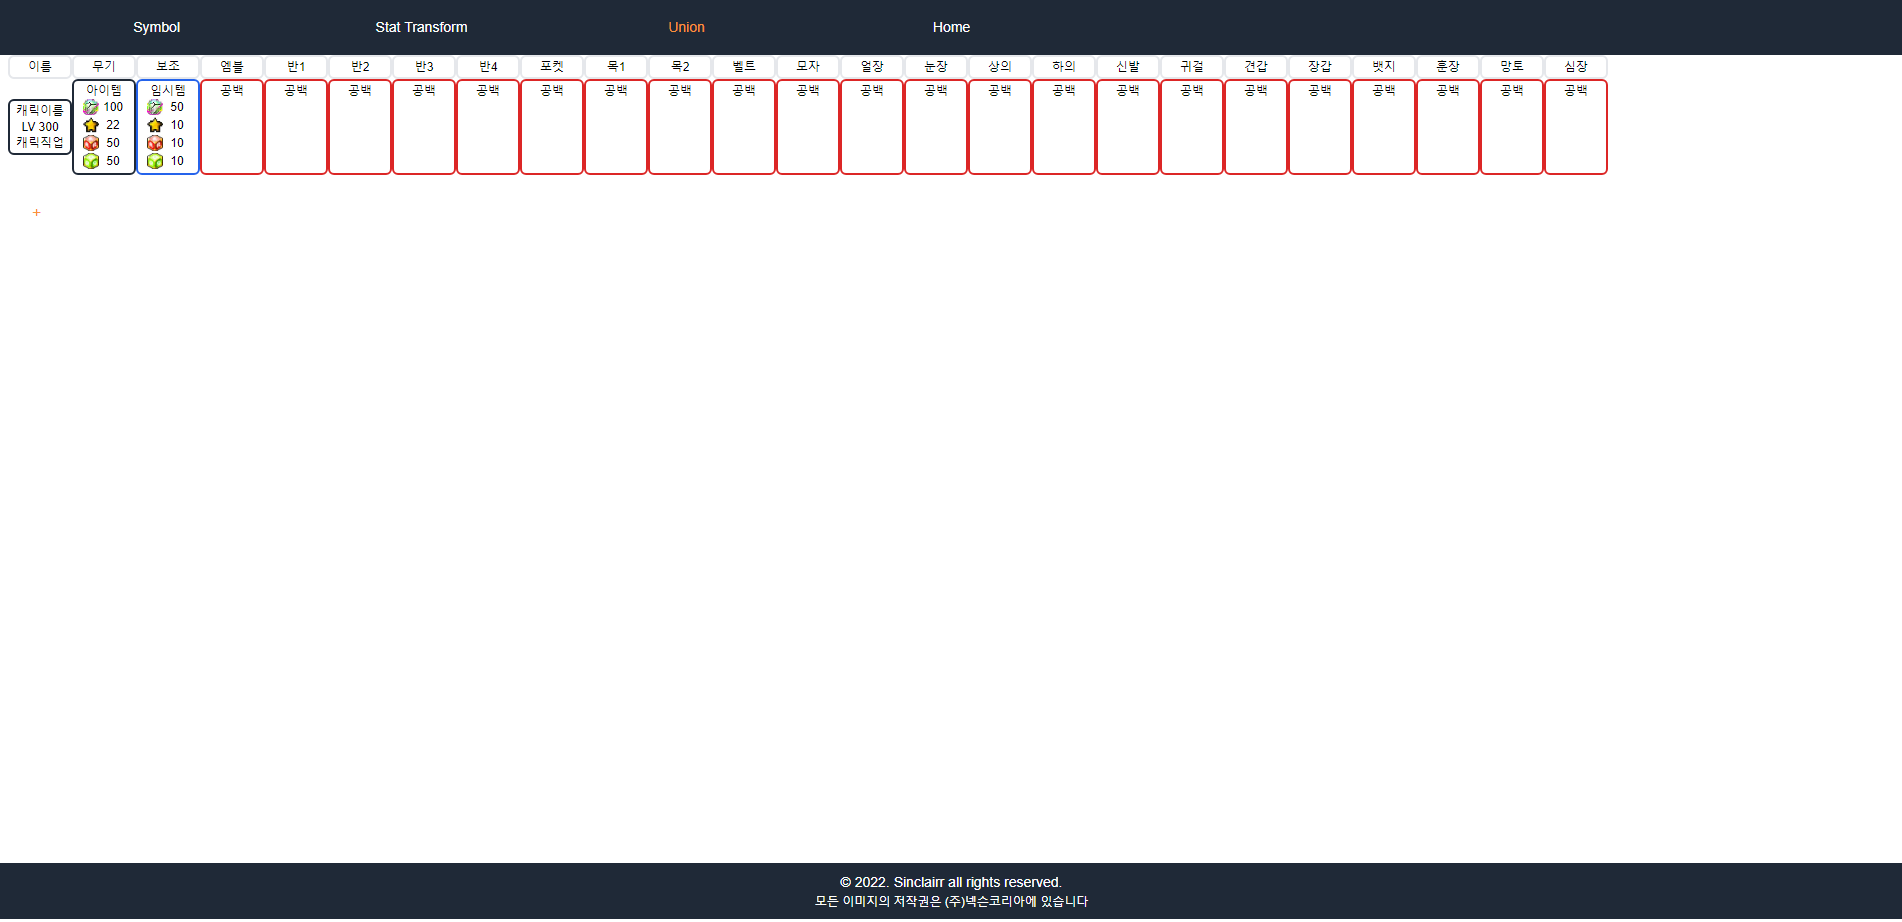 Symbol Stat Transform Union Home
이름 무기 보조 엠블 반1 반2 반3 반4 포켓 목1 목2 벨트 모자 얼장 눈장 상의 하의 신발 귀걸 견갑 장갑 뱃지 훈장 망토 심장
캐릭이름
LV 300
캐릭직업
아이템
100
22
50
50
임시템
50
10
10
10
공백 공백 공백 공백 공백 공백 공백 공백 공백 공백 공백 공백 공백 공백 공백 공백 공백 공백 공백 공백 공백 공백
+
© 2022. Sinclairr all rights reserved.
모든 이미지의 저작권은 (주)넥슨코리아에 있습니다